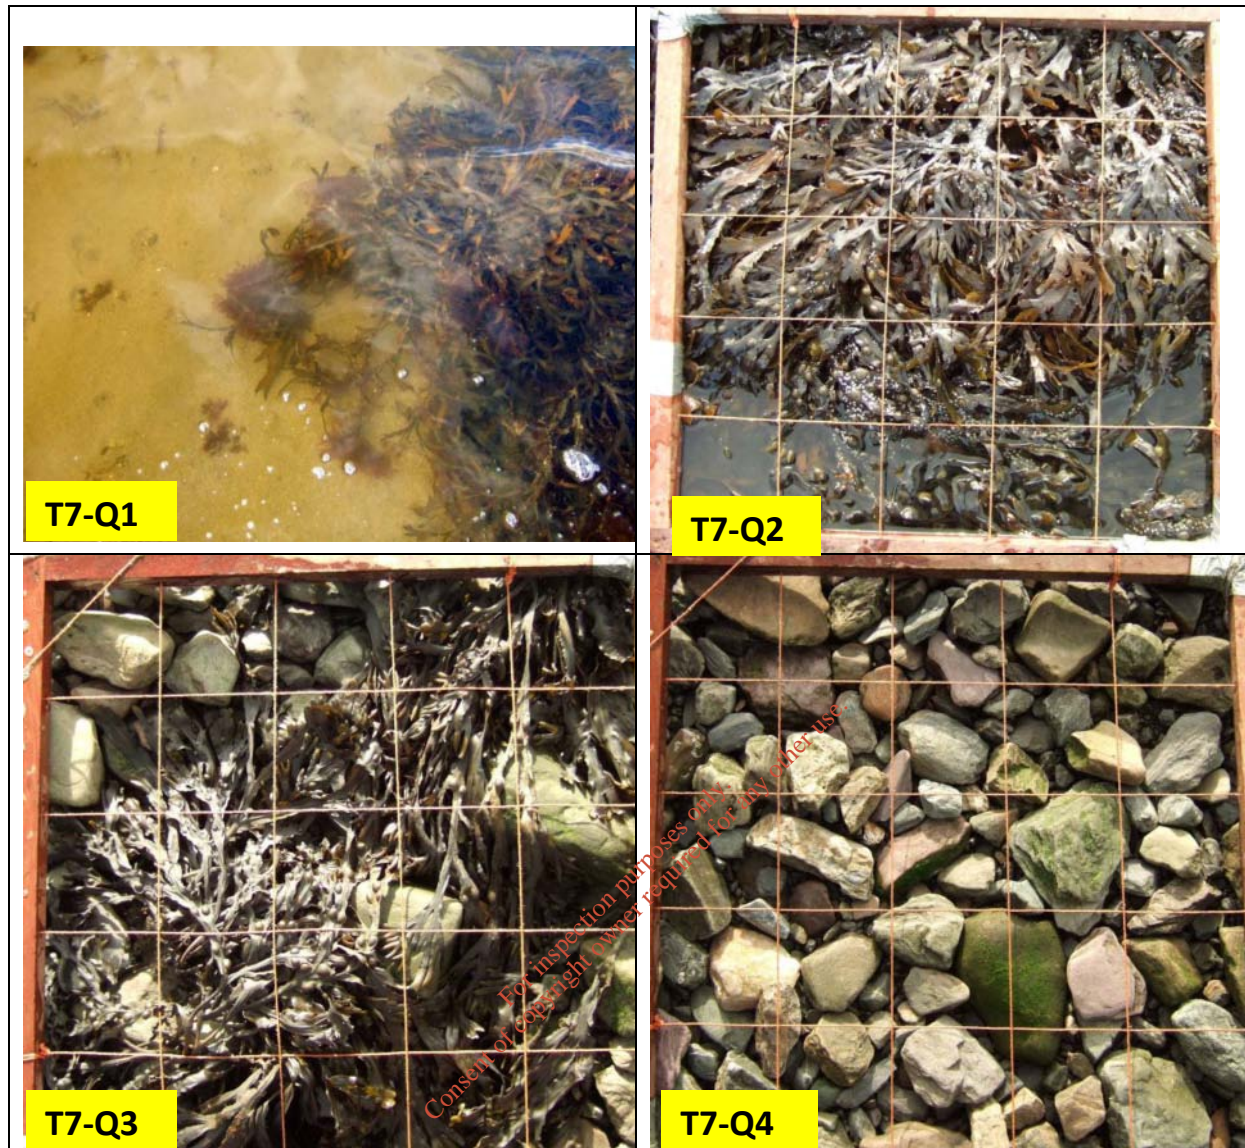 T7-Q1
T7-Q2
T7-Q3
T7-Q4
For inspection purposes only.
Consent of copyright owner required for any other use.